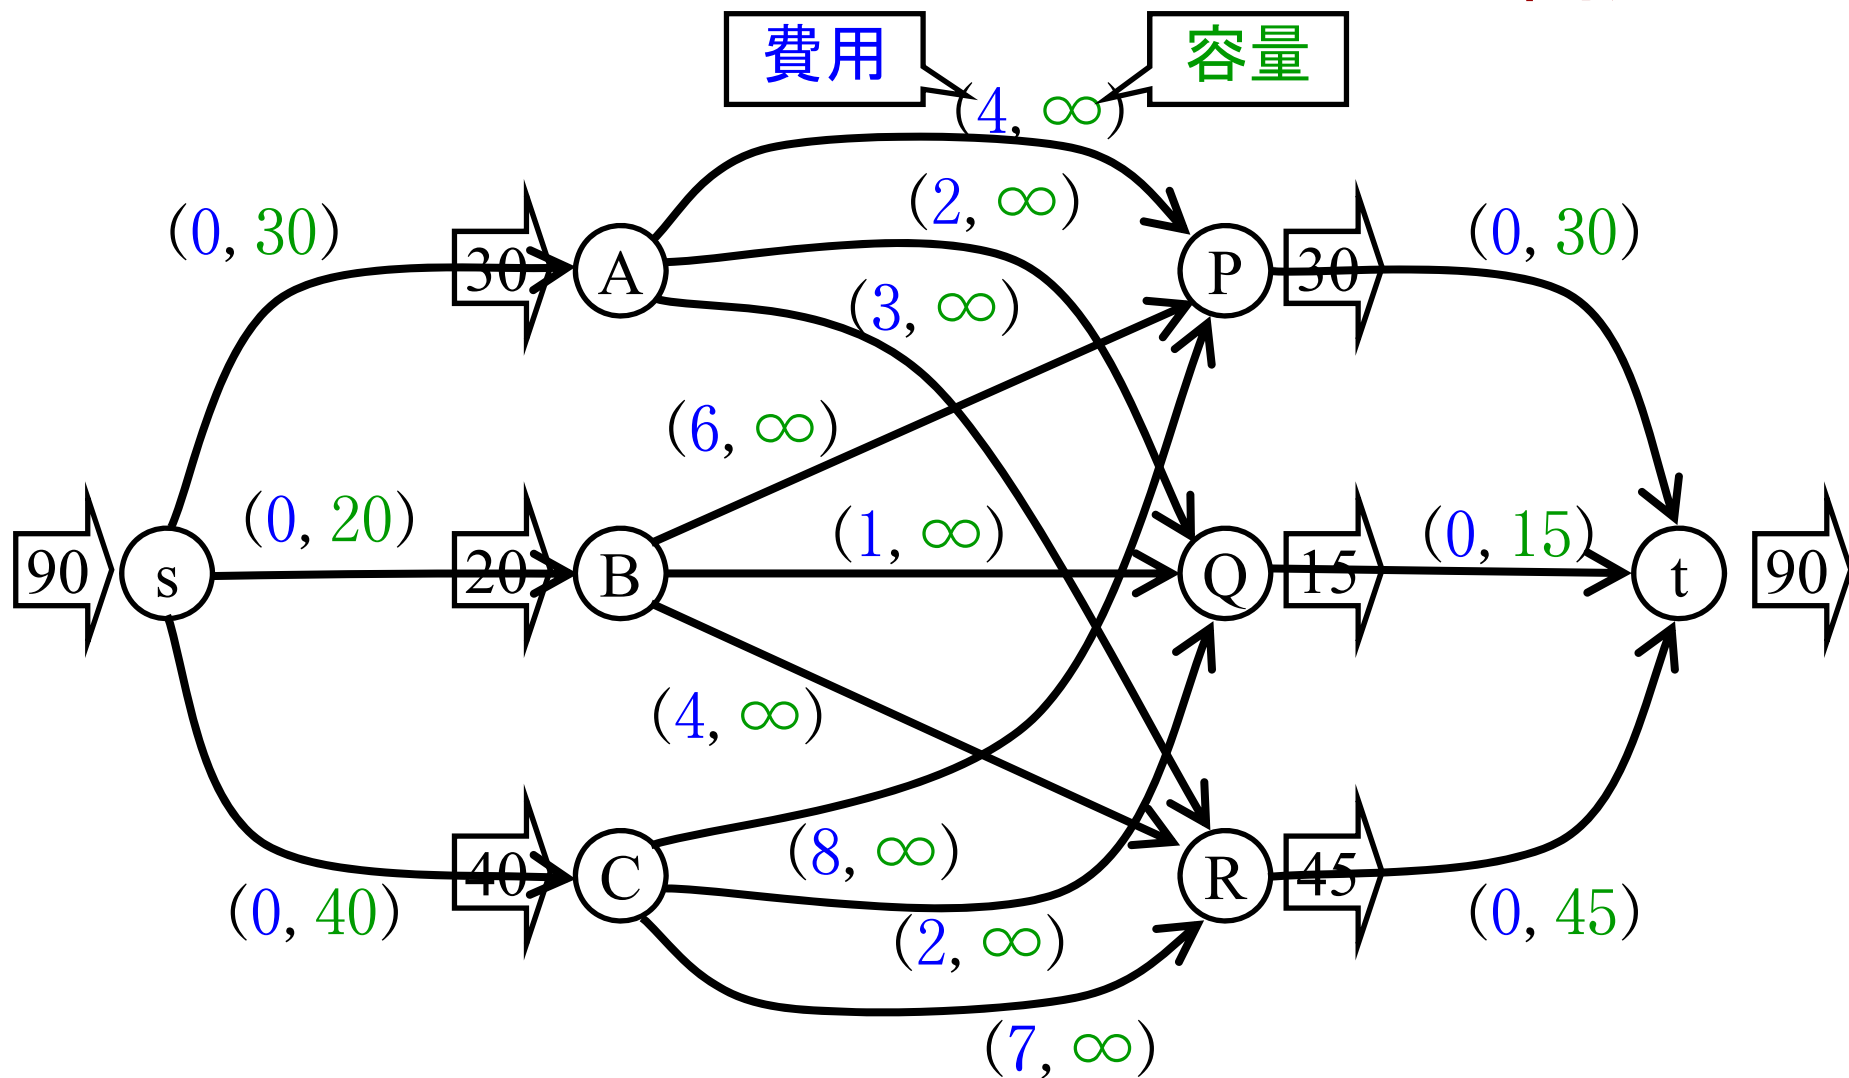 費用
容量
(4, ∞)
(2, ∞)
(0, 30)
(0, 30)
30
A
P
30
(3, ∞)
(6, ∞)
(0, 20)
(1, ∞)
(0, 15)
90
s
20
B
Q
15
t
90
(4, ∞)
(8, ∞)
40
C
R
45
(0, 40)
(2, ∞)
(0, 45)
(7, ∞)